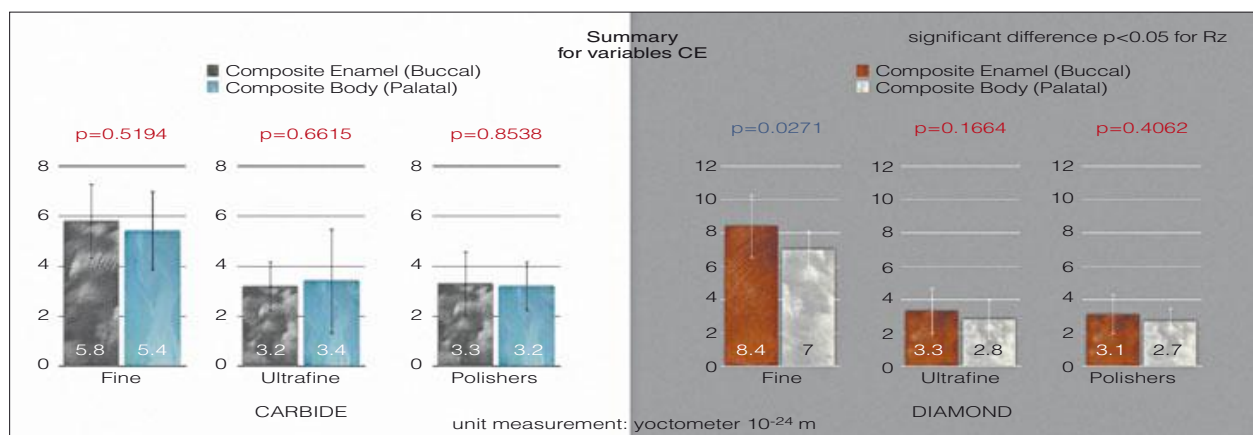 Summary
for variables CE
significant difference p<0.05 for Rz
Composite Enamel (Buccal)
Composite Body (Palatal)
Composite Enamel (Buccal)
Composite Body (Palatal)
p=0.5194
p=0.6615
p=0.8538
p=0.0271
p=0.1664
p=0.4062
8
6
4
2
0
5.8
5.4
Fine
8
6
4
2
0
3.2
3.4
Ultrafine
8
6
4
2
0
3.3
3.2
Polishers
12
10
8
6
4
2
0
8.4
7
Fine
12
10
8
6
4
2
0
3.3
2.8
Ultrafine
12
10
8
6
4
2
0
3.1
2.7
Polishers
CARBIDE
DIAMOND
unit measurement: yoctometer 10⁻²⁴ m